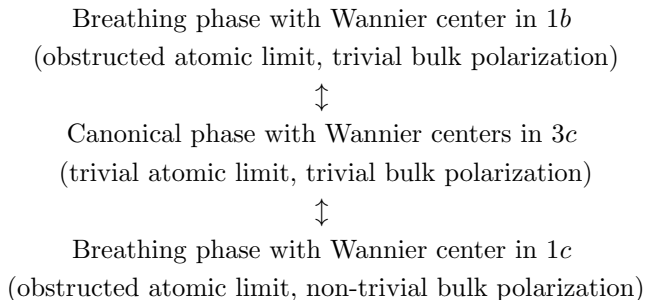 Breathing phase with Wannier center in 1b
(obstructed atomic limit, trivial bulk polarization)
↕
Canonical phase with Wannier centers in 3c
(trivial atomic limit, trivial bulk polarization)
↕
Breathing phase with Wannier center in 1c
(obstructed atomic limit, non-trivial bulk polarization)